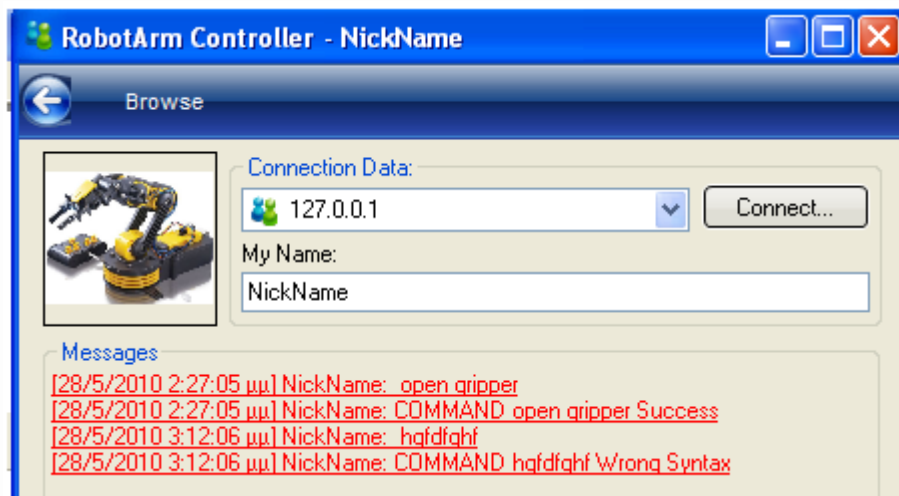 RobotArm Controller - NickName
Browse
Connection Data:
127.0.0.1
Connect...
My Name:
NickName
Messages
[28/5/2010 2:27:05 μμ] NickName:  open gripper
[28/5/2010 2:27:05 μμ] NickName: COMMAND open gripper Success
[28/5/2010 3:12:06 μμ] NickName:  hgfdfghf
[28/5/2010 3:12:06 μμ] NickName: COMMAND hgfdfghf Wrong Syntax